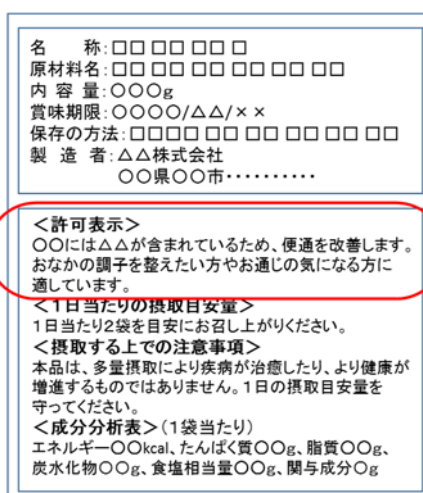 名　　称:□□ □□ □□ □
原材料名:□□ □□ □□ □□ □□ □□
内 容 量:○○○g
賞味期限:○○○○/△△/××
保存の方法:□□□□ □□ □□ □□ □□ □□
製 造 者:△△株式会社
○○県○○市・・・・・・・・・・
＜許可表示＞
○○には△△が含まれているため、便通を改善します。
おなかの調子を整えたい方やお通じの気になる方に
適しています。
＜1日当たりの摂取目安量＞
1日当たり2袋を目安にお召し上がりください。
＜摂取する上での注意事項＞
本品は、多量摂取により疾病が治癒したり、より健康が
増進するものではありません。1日の摂取目安量を
守ってください。
＜成分分析表＞(1袋当たり)
エネルギー○○kcal、たんぱく質○○g、脂質○○g、
炭水化物○○g、食塩相当量○○g、関与成分○g